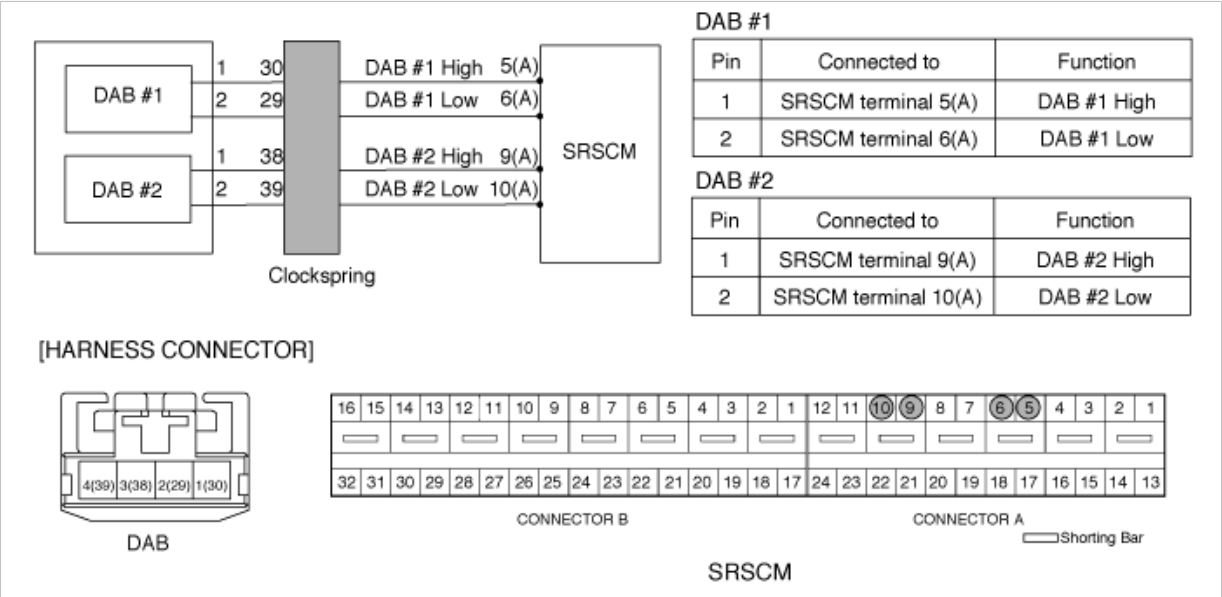 DAB #1
DAB #2
1 30
2 29
1 38
2 39
Clockspring
DAB #1 High 5(A)
DAB #1 Low 6(A)
DAB #2 High 9(A)
DAB #2 Low 10(A)
SRSCM
DAB #1
Pin Connected to Function
1 SRSCM terminal 5(A) DAB #1 High
2 SRSCM terminal 6(A) DAB #1 Low
DAB #2
Pin Connected to Function
1 SRSCM terminal 9(A) DAB #2 High
2 SRSCM terminal 10(A) DAB #2 Low
[HARNESS CONNECTOR]
4(39) 3(38) 2(29) 1(30)
DAB
16 15 14 13 12 11 10 9 8 7 6 5 4 3 2 1 12 11 10 9 8 7 6 5 4 3 2 1
32 31 30 29 28 27 26 25 24 23 22 21 20 19 18 17 24 23 22 21 20 19 18 17 16 15 14 13
CONNECTOR B CONNECTOR A
Shorting Bar
SRSCM